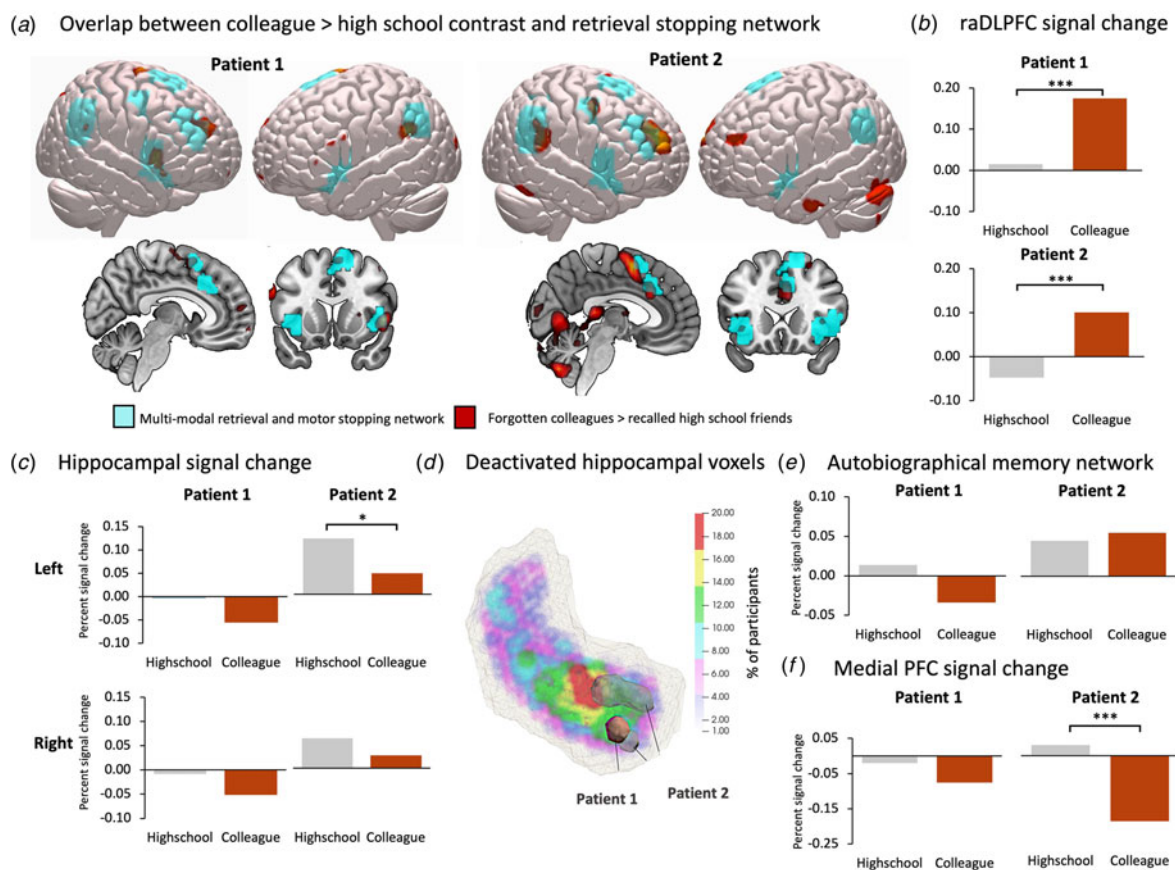 (a) Overlap between colleague > high school contrast and retrieval stopping network
Patient 1
Patient 2
Multi-modal retrieval and motor stopping network
Forgotten colleagues > recalled high school friends
(b) raDLPFC signal change
Patient 1
***
0.20
0.10
0.00
-0.10
Highschool Colleague
Patient 2
***
0.20
0.10
0.00
-0.10
Highschool Colleague
(c) Hippocampal signal change
Patient 1
Patient 2
Left
Percent signal change
0.15
0.10
0.05
0.00
-0.05
-0.10
*
Highschool Colleague
Highschool Colleague
Right
Percent signal change
0.15
0.10
0.05
0.00
-0.05
-0.10
Highschool Colleague
Highschool Colleague
(d) Deactivated hippocampal voxels
20.00
18.00
16.00
14.00
12.00
10.00
8.00
6.00
4.00
2.00
1.00
% of participants
Patient 1
Patient 2
(e) Autobiographical memory network
Patient 1
Patient 2
Percent signal change
0.10
0.05
0.00
-0.05
Highschool Colleague
Highschool Colleague
(f) Medial PFC signal change
Patient 1
Patient 2
***
Percent signal change
0.05
-0.05
-0.15
-0.25
Highschool Colleague
Highschool Colleague